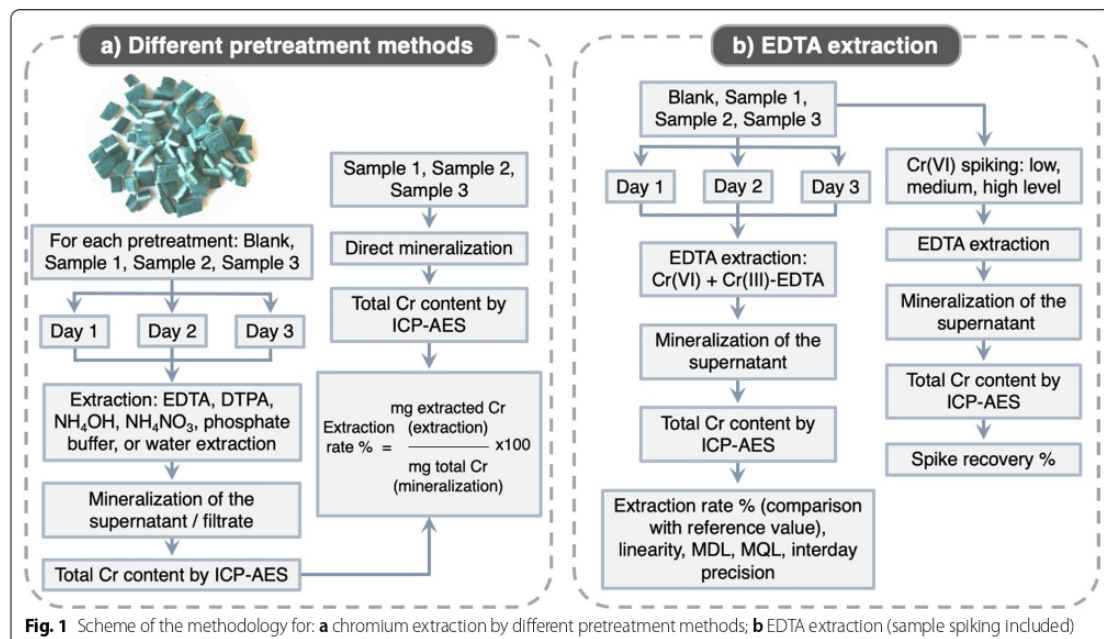 a) Different pretreatment methods
For each pretreatment: Blank,
Sample 1, Sample 2, Sample 3
Day 1
Day 2
Day 3
Extraction: EDTA, DTPA,
NH₄OH, NH₄NO₃, phosphate
buffer, or water extraction
Mineralization of the
supernatant / filtrate
Total Cr content by ICP-AES
Sample 1, Sample 2,
Sample 3
Direct mineralization
Total Cr content by
ICP-AES
Extraction
rate % =
mg extracted Cr
(extraction)
mg total Cr
(mineralization)
x100
b) EDTA extraction
Blank, Sample 1,
Sample 2, Sample 3
Day 1
Day 2
Day 3
EDTA extraction:
Cr(VI) + Cr(III)-EDTA
Mineralization of the
supernatant
Total Cr content by
ICP-AES
Extraction rate % (comparison
with reference value),
linearity, MDL, MQL, interday
precision
Cr(VI) spiking: low,
medium, high level
EDTA extraction
Mineralization of the
supernatant
Total Cr content by
ICP-AES
Spike recovery %
Fig. 1 Scheme of the methodology for: a chromium extraction by different pretreatment methods; b EDTA extraction (sample spiking included)